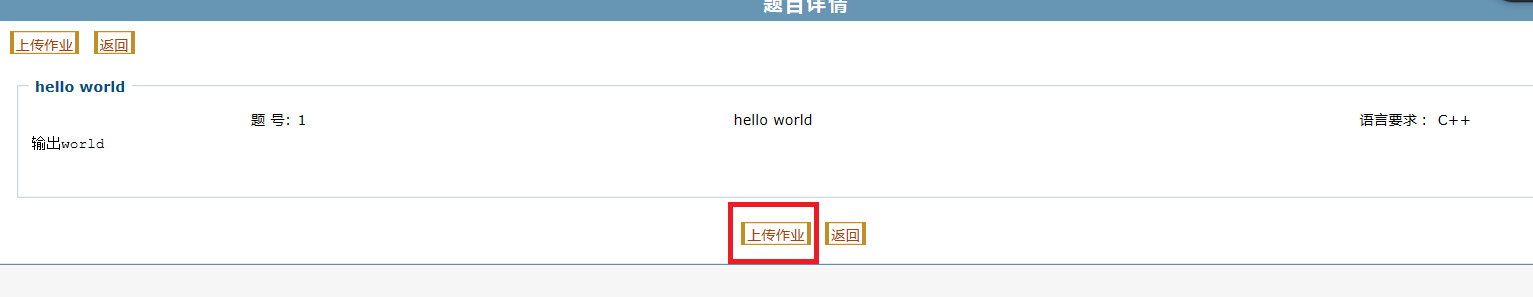 题目详情
上传作业 返回
hello world
题 号: 1 hello world 语言要求： C++
输出world
上传作业 返回